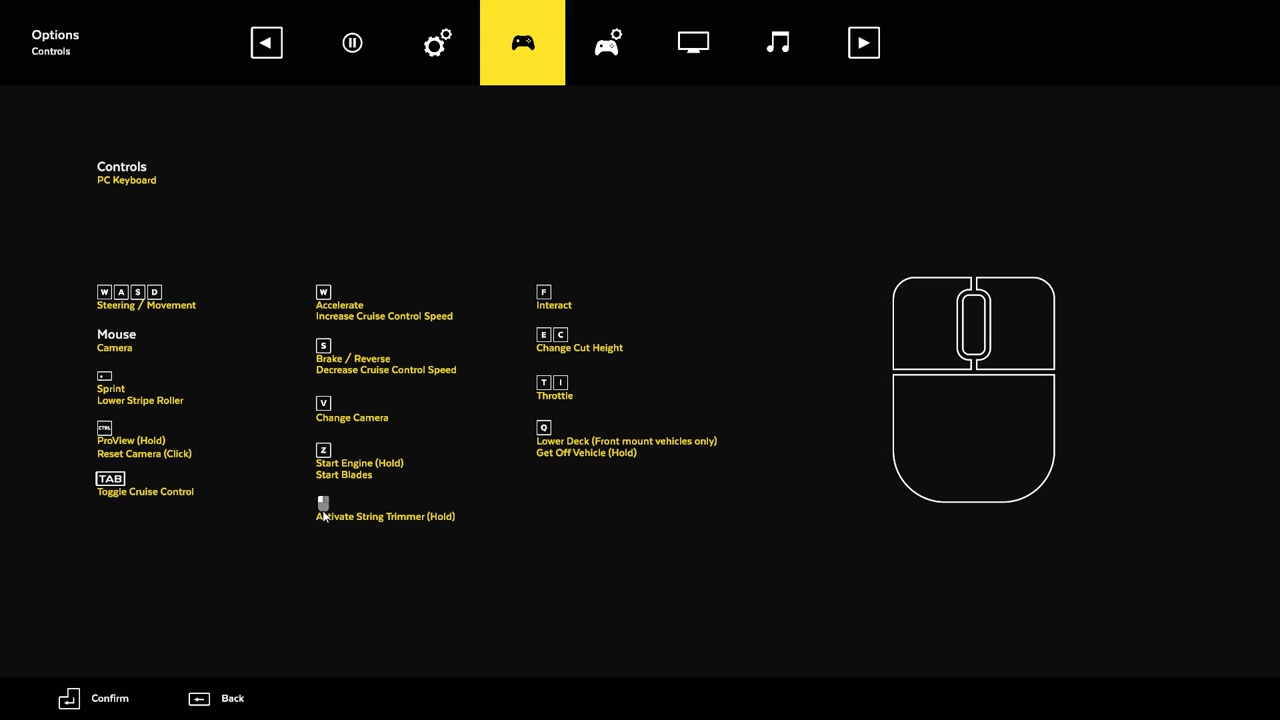 Options
Controls
Controls
PC Keyboard
W A S D
Steering / Movement
Mouse
Camera
Sprint
Lower Stripe Roller
CTRL
ProView (Hold)
Reset Camera (Click)
TAB
Toggle Cruise Control
W
Accelerate
Increase Cruise Control Speed
S
Brake / Reverse
Decrease Cruise Control Speed
V
Change Camera
Z
Start Engine (Hold)
Start Blades
Activate String Trimmer (Hold)
F
Interact
E C
Change Cut Height
T I
Throttle
Q
Lower Deck (Front mount vehicles only)
Get Off Vehicle (Hold)
Confirm
Back